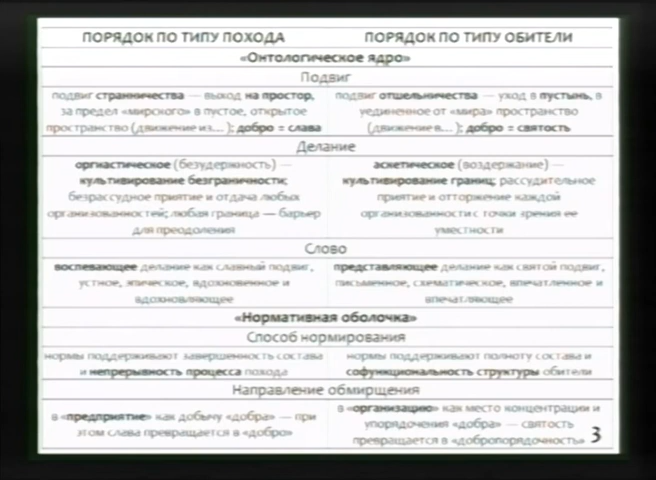 ПОРЯДОК ПО ТИПУ ПОХОДА ПОРЯДОК ПО ТИПУ ОБИТЕЛИ
«Онтологическое ядро»
Подвиг
подвиг странничества — выход на простор,
за предел «мирского» в пустое, открытое
пространство (движение из...); добро = слава
подвиг отшельничества — уход в пустынь, в
уединенное от «мира» пространство
(движение в...); добро = святость
Делание
оргиастическое (безудержность) —
культивирование безграничности;
безрассудное приятие и отдача любых
организованностей; любая граница — барьер
для преодоления
аскетическое (воздержание) —
культивирование границ; рассудительное
приятие и отторжение каждой
организованности с точки зрения ее
уместности
Слово
воспевающее делание как славный подвиг,
устное, эпическое, вдохновенное и
вдохновляющее
представляющее делание как святой подвиг,
письменное, схематическое, впечатленное и
впечатляющее
«Нормативная оболочка»
Способ нормирования
нормы поддерживают завершенность состава
и непрерывность процесса похода
нормы поддерживают полноту состава и
софункциональность структуры обители
Направление обмирщения
в «предприятие» как добычу «добра» — при
этом слава превращается в «добро»
в «организацию» как место концентрации и
упорядочения «добра» — святость
превращается в «добропорядочность»
3